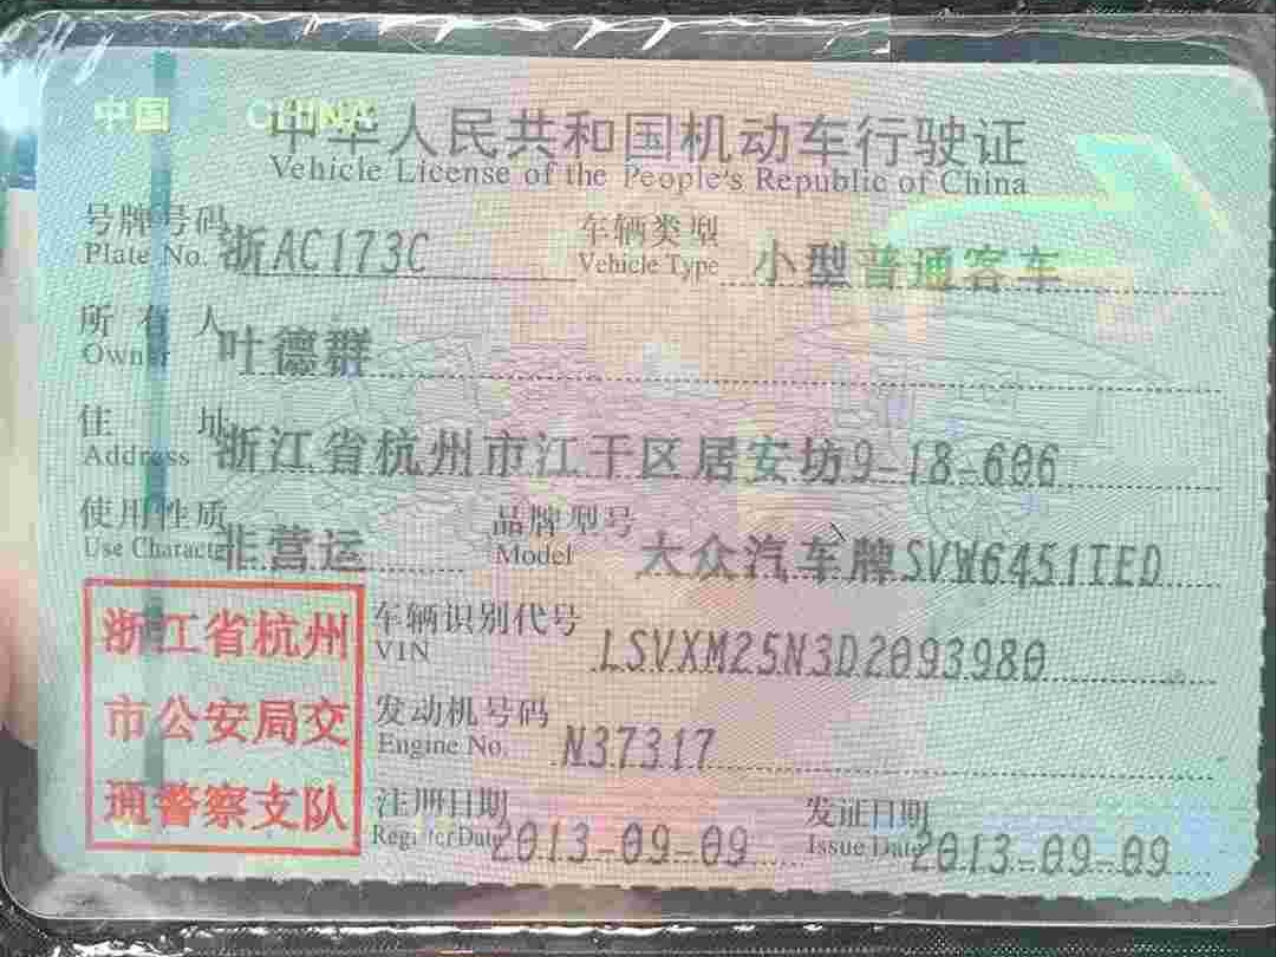 中国 CHINA
中华人民共和国机动车行驶证
Vehicle License of the People's Republic of China
号牌号码 浙AC173C 车辆类型 小型普通客车
Plate No. Vehicle Type
所有人 叶德群
Owner
住址 浙江省杭州市江干区居安坊9-18-606
Address
使用性质 非营运 品牌型号 大众汽车牌SVW6451TED
Use Character Model
车辆识别代号 LSVXM25N3D2093980
VIN
发动机号码 N37317
Engine No.
注册日期 2013-09-09 发证日期 2013-09-09
Register Date Issue Date
浙江省杭州
市公安局交
通警察支队